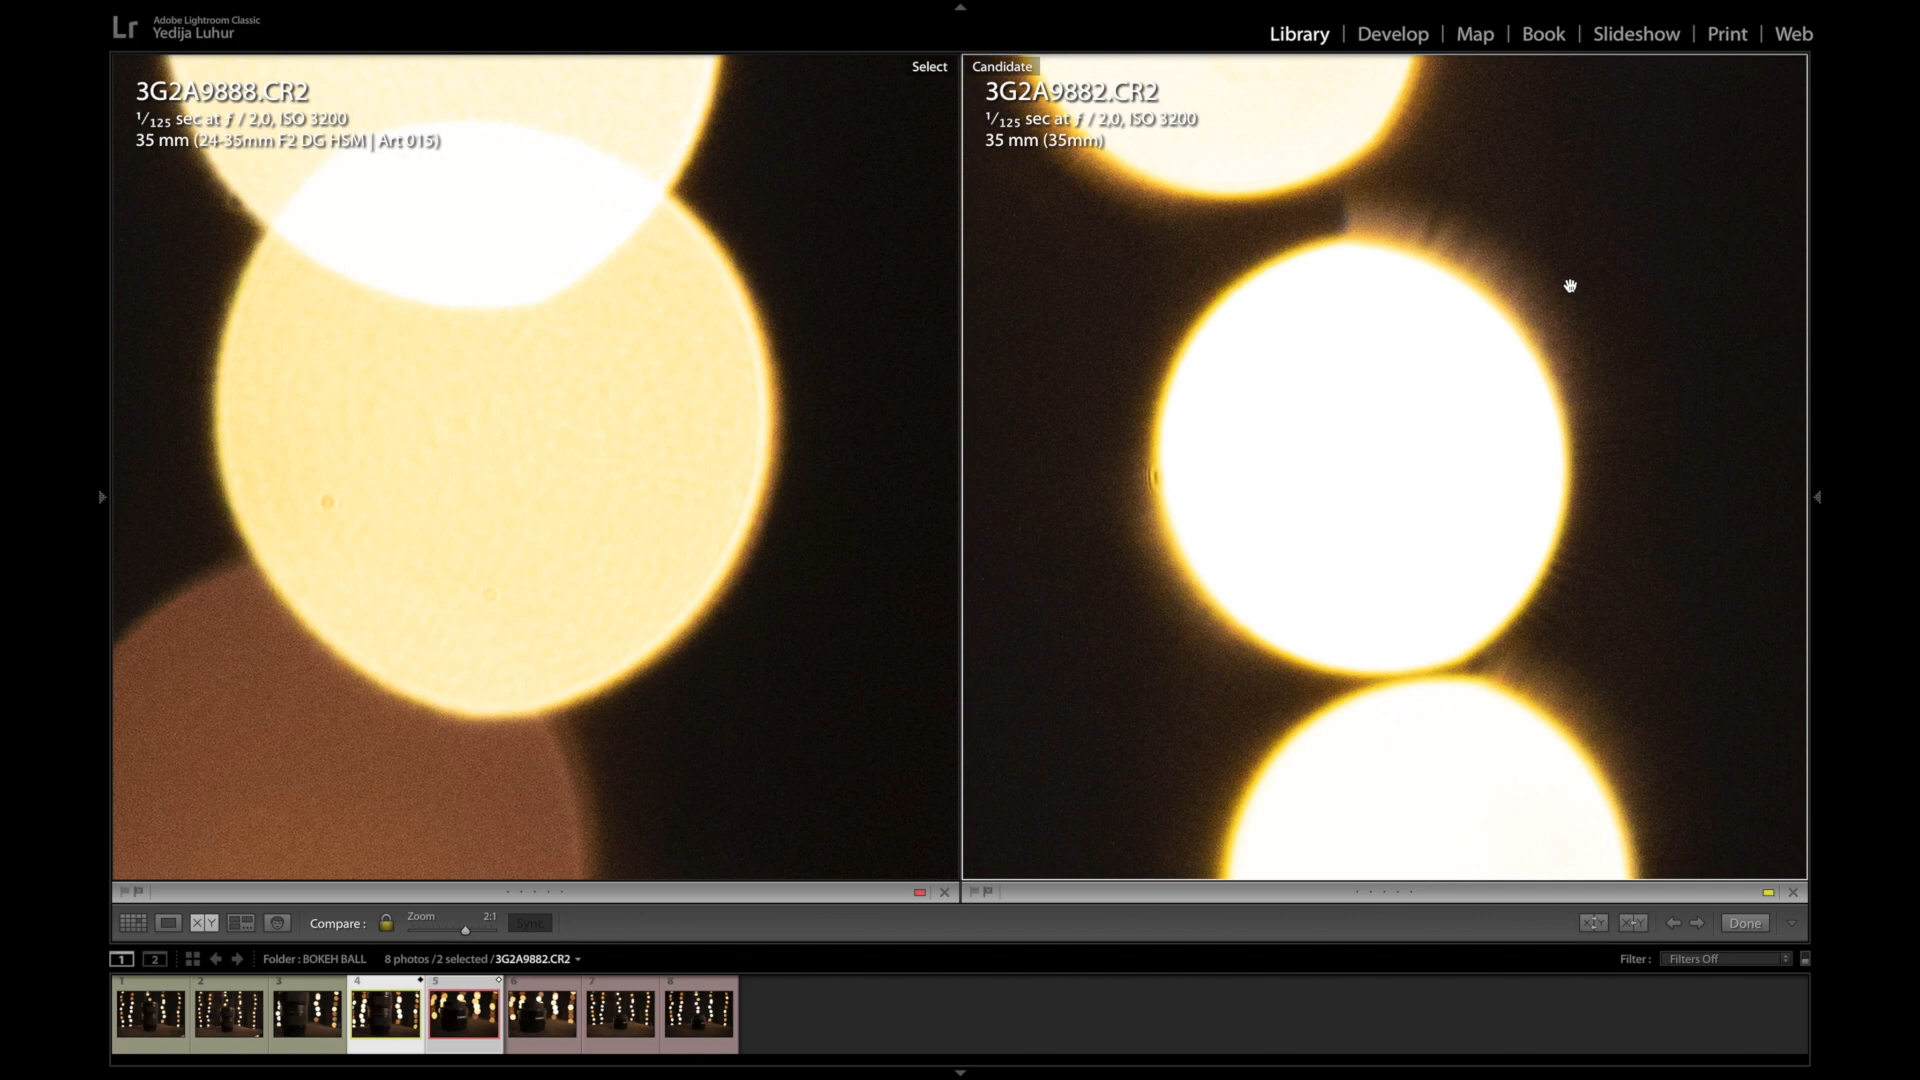 Lr
Adobe Lightroom Classic
Yedija Luhur
Library | Develop | Map | Book | Slideshow | Print | Web
3G2A9888.CR2
1/125 sec at ƒ / 2,0, ISO 3200
35 mm (24-35mm F2 DG HSM | Art 015)
Select
Candidate
3G2A9882.CR2
1/125 sec at ƒ / 2,0, ISO 3200
35 mm (35mm)
X Y
Compare :
Zoom 2:1
Sync
Done
1 2
Folder : BOKEH BALL
8 photos /2 selected /3G2A9882.CR2
Filter : Filters Off
1 2 3 4 5 6 7 8